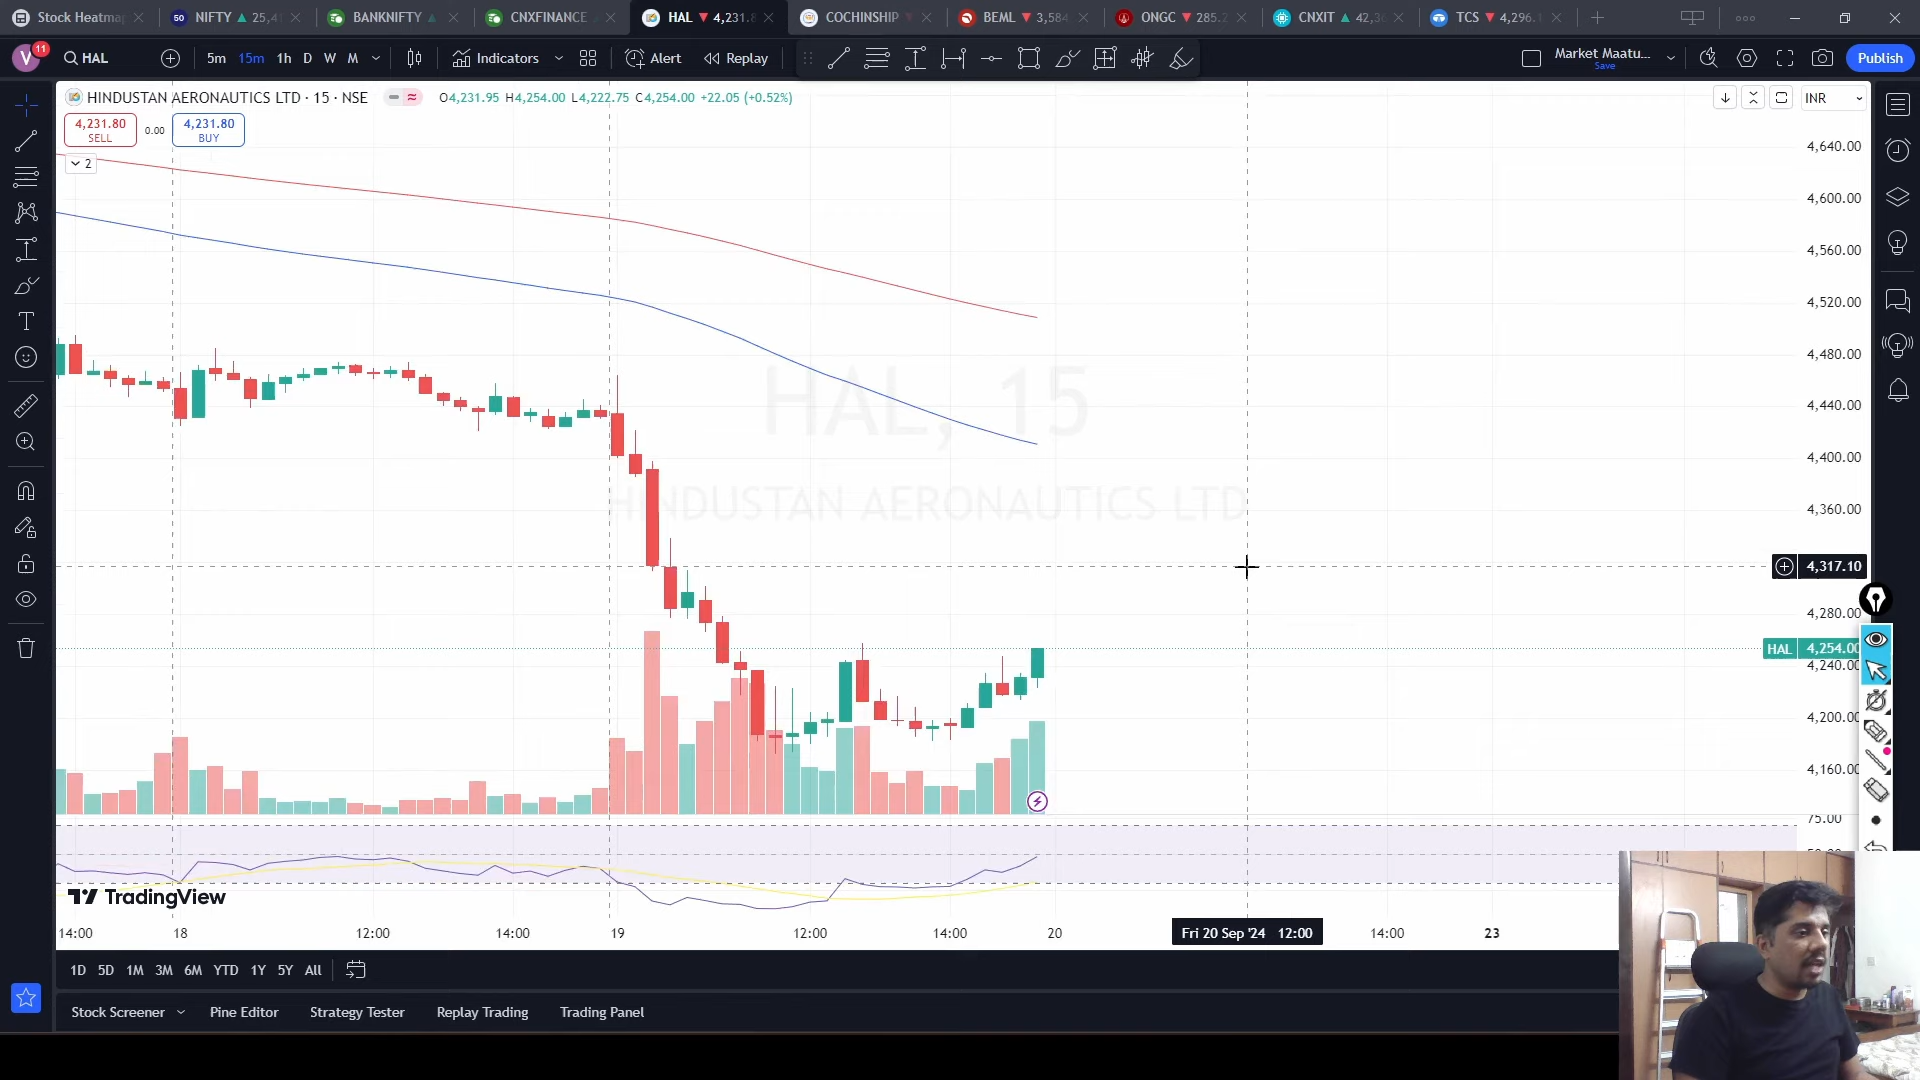 Stock Heatmap
50 NIFTY 25,41
BANKNIFTY
CNXFINANCE
HAL 4,231.8
COCHINSHIP
BEML 3,584
ONGC 285.2
CNXIT 42,36
TCS 4,296.
V 11 HAL 5m 15m 1h D W M Indicators Alert Replay Market Maatu... Save Publish
HINDUSTAN AERONAUTICS LTD · 15 · NSE O4,231.95 H4,254.00 L4,222.75 C4,254.00 +22.05 (+0.52%) INR
4,231.80 SELL 0.00 4,231.80 BUY
2
4,640.00
4,600.00
4,560.00
4,520.00
4,480.00
4,440.00
4,400.00
4,360.00
4,317.10
4,280.00
HAL 4,254.00
4,240.00
4,200.00
4,160.00
75.00
HAL, 15
HINDUSTAN AERONAUTICS LTD
TradingView
14:00 18 12:00 14:00 19 12:00 14:00 20 Fri 20 Sep '24 12:00 14:00 23
1D 5D 1M 3M 6M YTD 1Y 5Y All
Stock Screener Pine Editor Strategy Tester Replay Trading Trading Panel